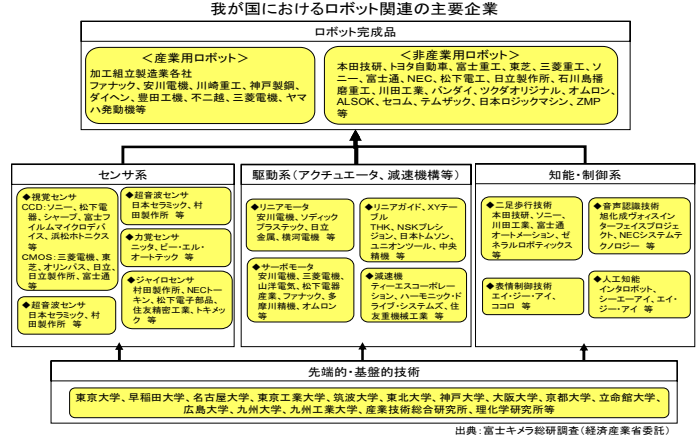 我が国におけるロボット関連の主要企業
ロボット完成品
＜産業用ロボット＞
加工組立製造業各社
ファナック、安川電機、川崎重工、神戸製鋼、
ダイヘン、豊田工機、不二越、三菱電機、ヤマ
ハ発動機等
＜非産業用ロボット＞
本田技研、トヨタ自動車、富士重工、東芝、三菱重工、ソ
ニー、富士通、NEC、松下電工、日立製作所、石川島播
磨重工、川田工業、バンダイ、ツクダオリジナル、オムロン、
ALSOK、セコム、テムザック、日本ロジックマシン、ZMP
等
センサ系
◆視覚センサ
CCD：ソニー、松下電
器、シャープ、富士フ
イルムマイクロデバ
イス、浜松ホトニクス
等
CMOS：三菱電機、東
芝、オリンパス、日立、
日立製作所、富士通
等
◆超音波センサ
日本セラミック、村
田製作所 等
◆超音波センサ
日本セラミック、村
田製作所 等
◆力覚センサ
ニッタ、ビー・エル・
オートテック 等
◆ジャイロセンサ
村田製作所、NECトー
キン、松下電子部品、
住友精密工業、トキメッ
ク 等
駆動系（アクチュエータ、減速機構等）
◆リニアモータ
安川電機、ソディック
プラステック、日立
金属、横河電機 等
◆サーボモータ
安川電機、三菱電機、
山洋電気、松下電器
産業、ファナック、多
摩川精機、オムロン
等
◆リニアガイド、XYテー
ブル
THK、NSKプレシ
ジョン、日本トムソン、
ユニオンツール、中央
精機 等
◆減速機
ティーエスコーポレー
ション、ハーモニック・ド
ライブ・システムズ、住
友重機械工業 等
知能・制御系
◆二足歩行技術
本田技研、ソニー、
川田工業、富士通
オートメーション、ゼ
ネラルロボティックス
等
◆表情制御技術
エイ・ジー・アイ、
ココロ 等
◆音声認識技術
旭化成ヴォイスイン
ターフェイスプロジェ
クト、NECシステムテ
クノロジー 等
◆人工知能
インタロボット、
シーエーアイ、エイ・
ジー・アイ 等
先端的・基盤的技術
東京大学、早稲田大学、名古屋大学、東京工業大学、筑波大学、東北大学、神戸大学、大阪大学、京都大学、立命館大学、
広島大学、九州大学、九州工業大学、産業技術総合研究所、理化学研究所等
出典：富士キメラ総研調査（経済産業省委託）